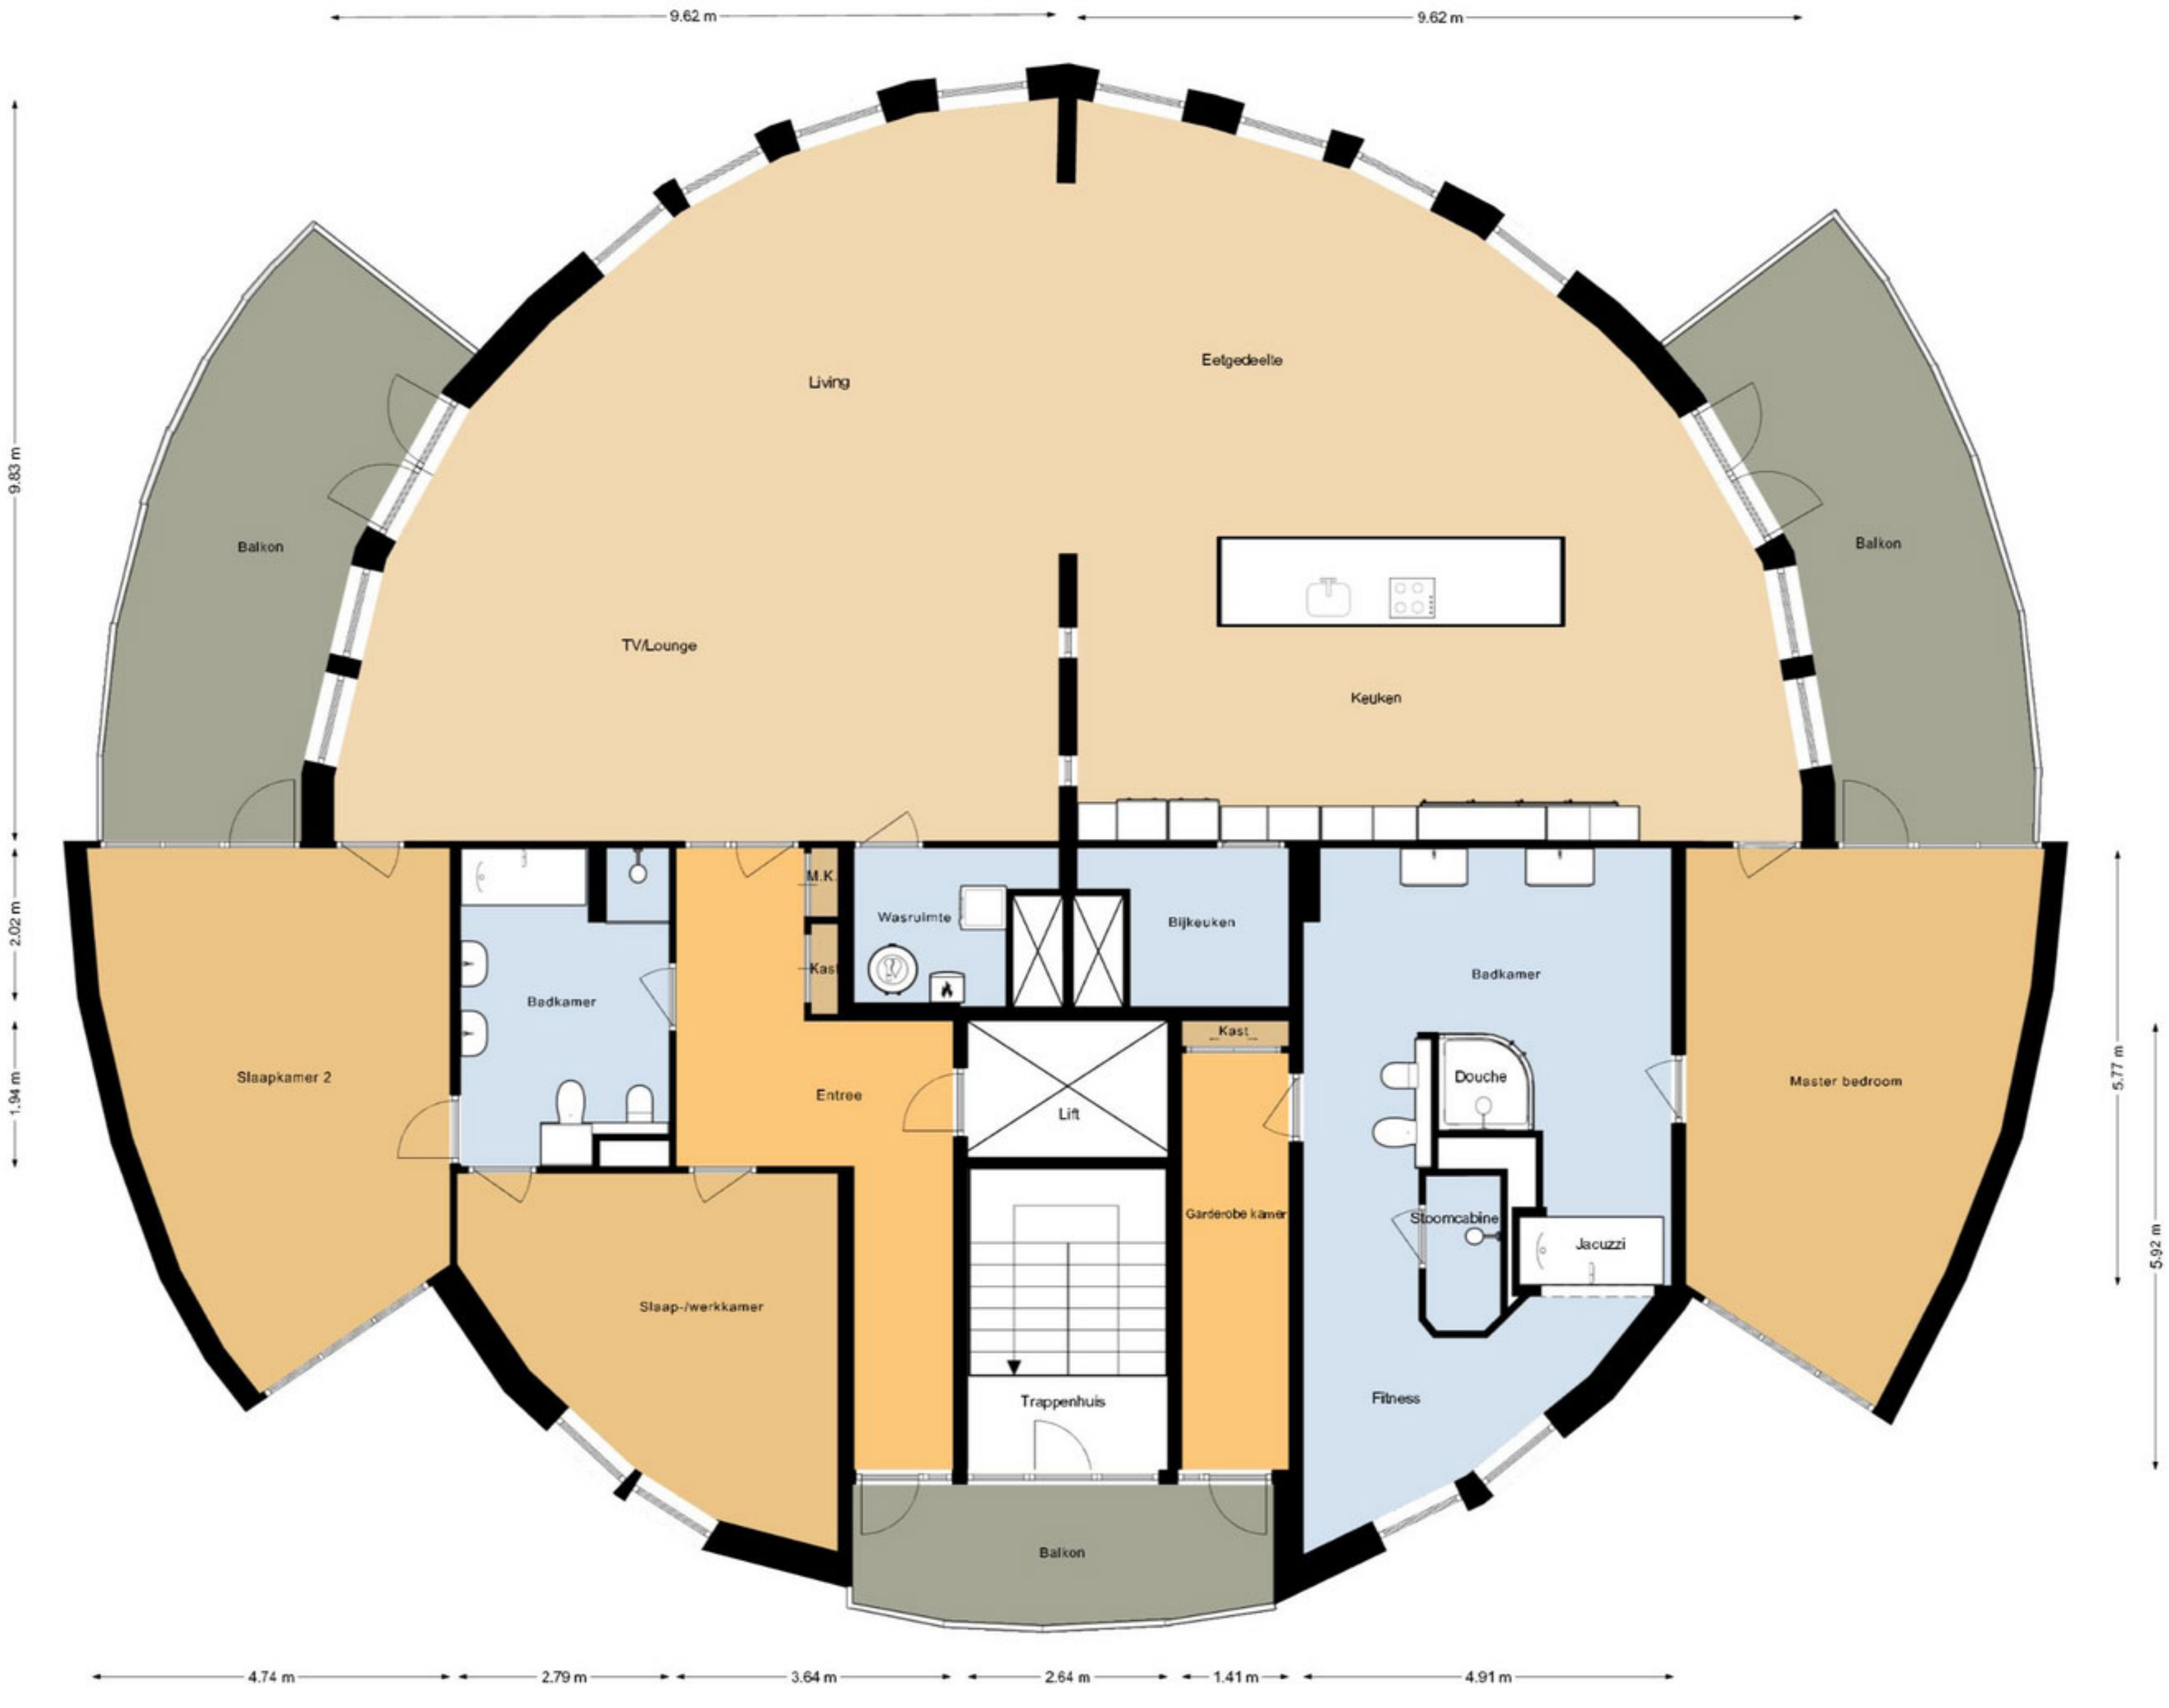 9.62 m
9.62 m
Living
Eetgedeelte
9.83 m
Balkon
Balkon
TV/Lounge
Keuken
M.K.
Wasruimte
Bijkeuken
2.02 m
Kast
Badkamer
Badkamer
Kast
Slaapkamer 2
Entree
Lift
Douche
Master bedroom
5.77 m
1.94 m
Garderobe kamer
Stoomcabine
Jacuzzi
5.92 m
Slaap-/werkkamer
Trappenhuis
Fitness
Balkon
4.74 m
2.79 m
3.64 m
2.64 m
1.41 m
4.91 m